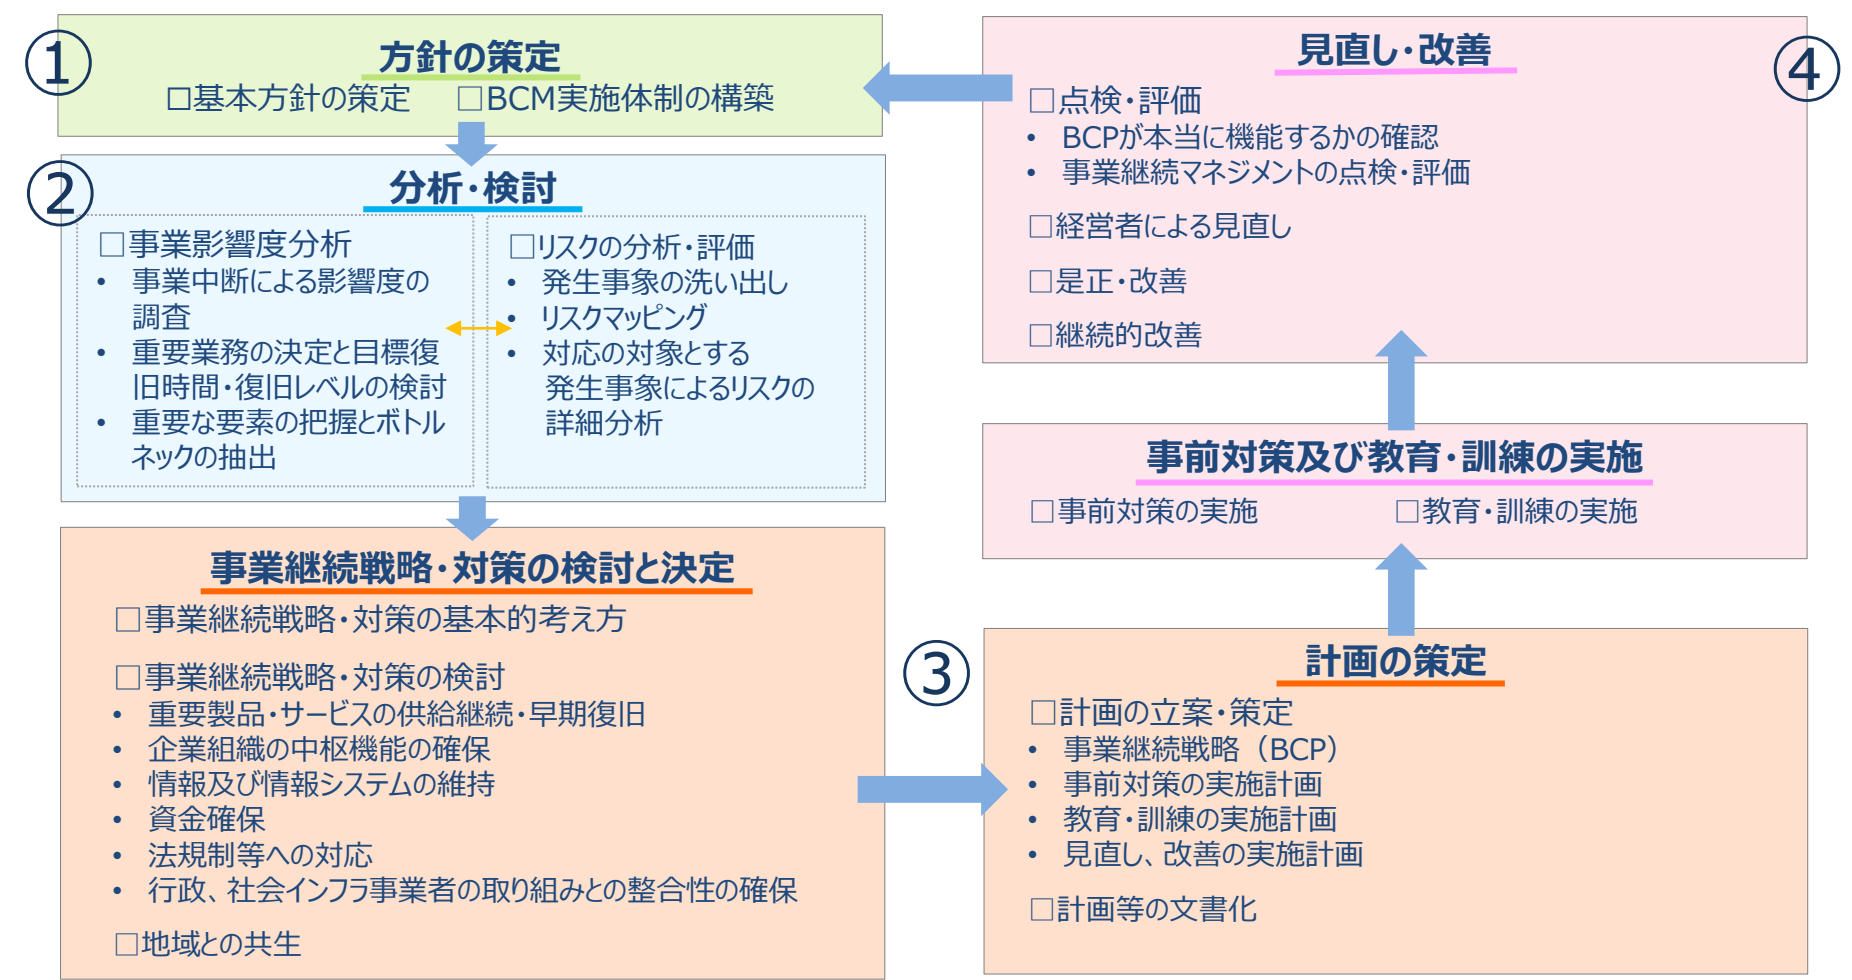 ①
方針の策定
□基本方針の策定 □BCM実施体制の構築
②
分析・検討
□事業影響度分析
• 事業中断による影響度の
調査
• 重要業務の決定と目標復
旧時間・復旧レベルの検討
• 重要な要素の把握とボトル
ネックの抽出
□リスクの分析・評価
• 発生事象の洗い出し
• リスクマッピング
• 対応の対象とする
発生事象によるリスクの
詳細分析
事業継続戦略・対策の検討と決定
□事業継続戦略・対策の基本的考え方
□事業継続戦略・対策の検討
• 重要製品・サービスの供給継続・早期復旧
• 企業組織の中枢機能の確保
• 情報及び情報システムの維持
• 資金確保
• 法規制等への対応
• 行政、社会インフラ事業者の取り組みとの整合性の確保
□地域との共生
③
計画の策定
□計画の立案・策定
• 事業継続戦略（BCP）
• 事前対策の実施計画
• 教育・訓練の実施計画
• 見直し、改善の実施計画
□計画等の文書化
事前対策及び教育・訓練の実施
□事前対策の実施 □教育・訓練の実施
④
見直し・改善
□点検・評価
• BCPが本当に機能するかの確認
• 事業継続マネジメントの点検・評価
□経営者による見直し
□是正・改善
□継続的改善